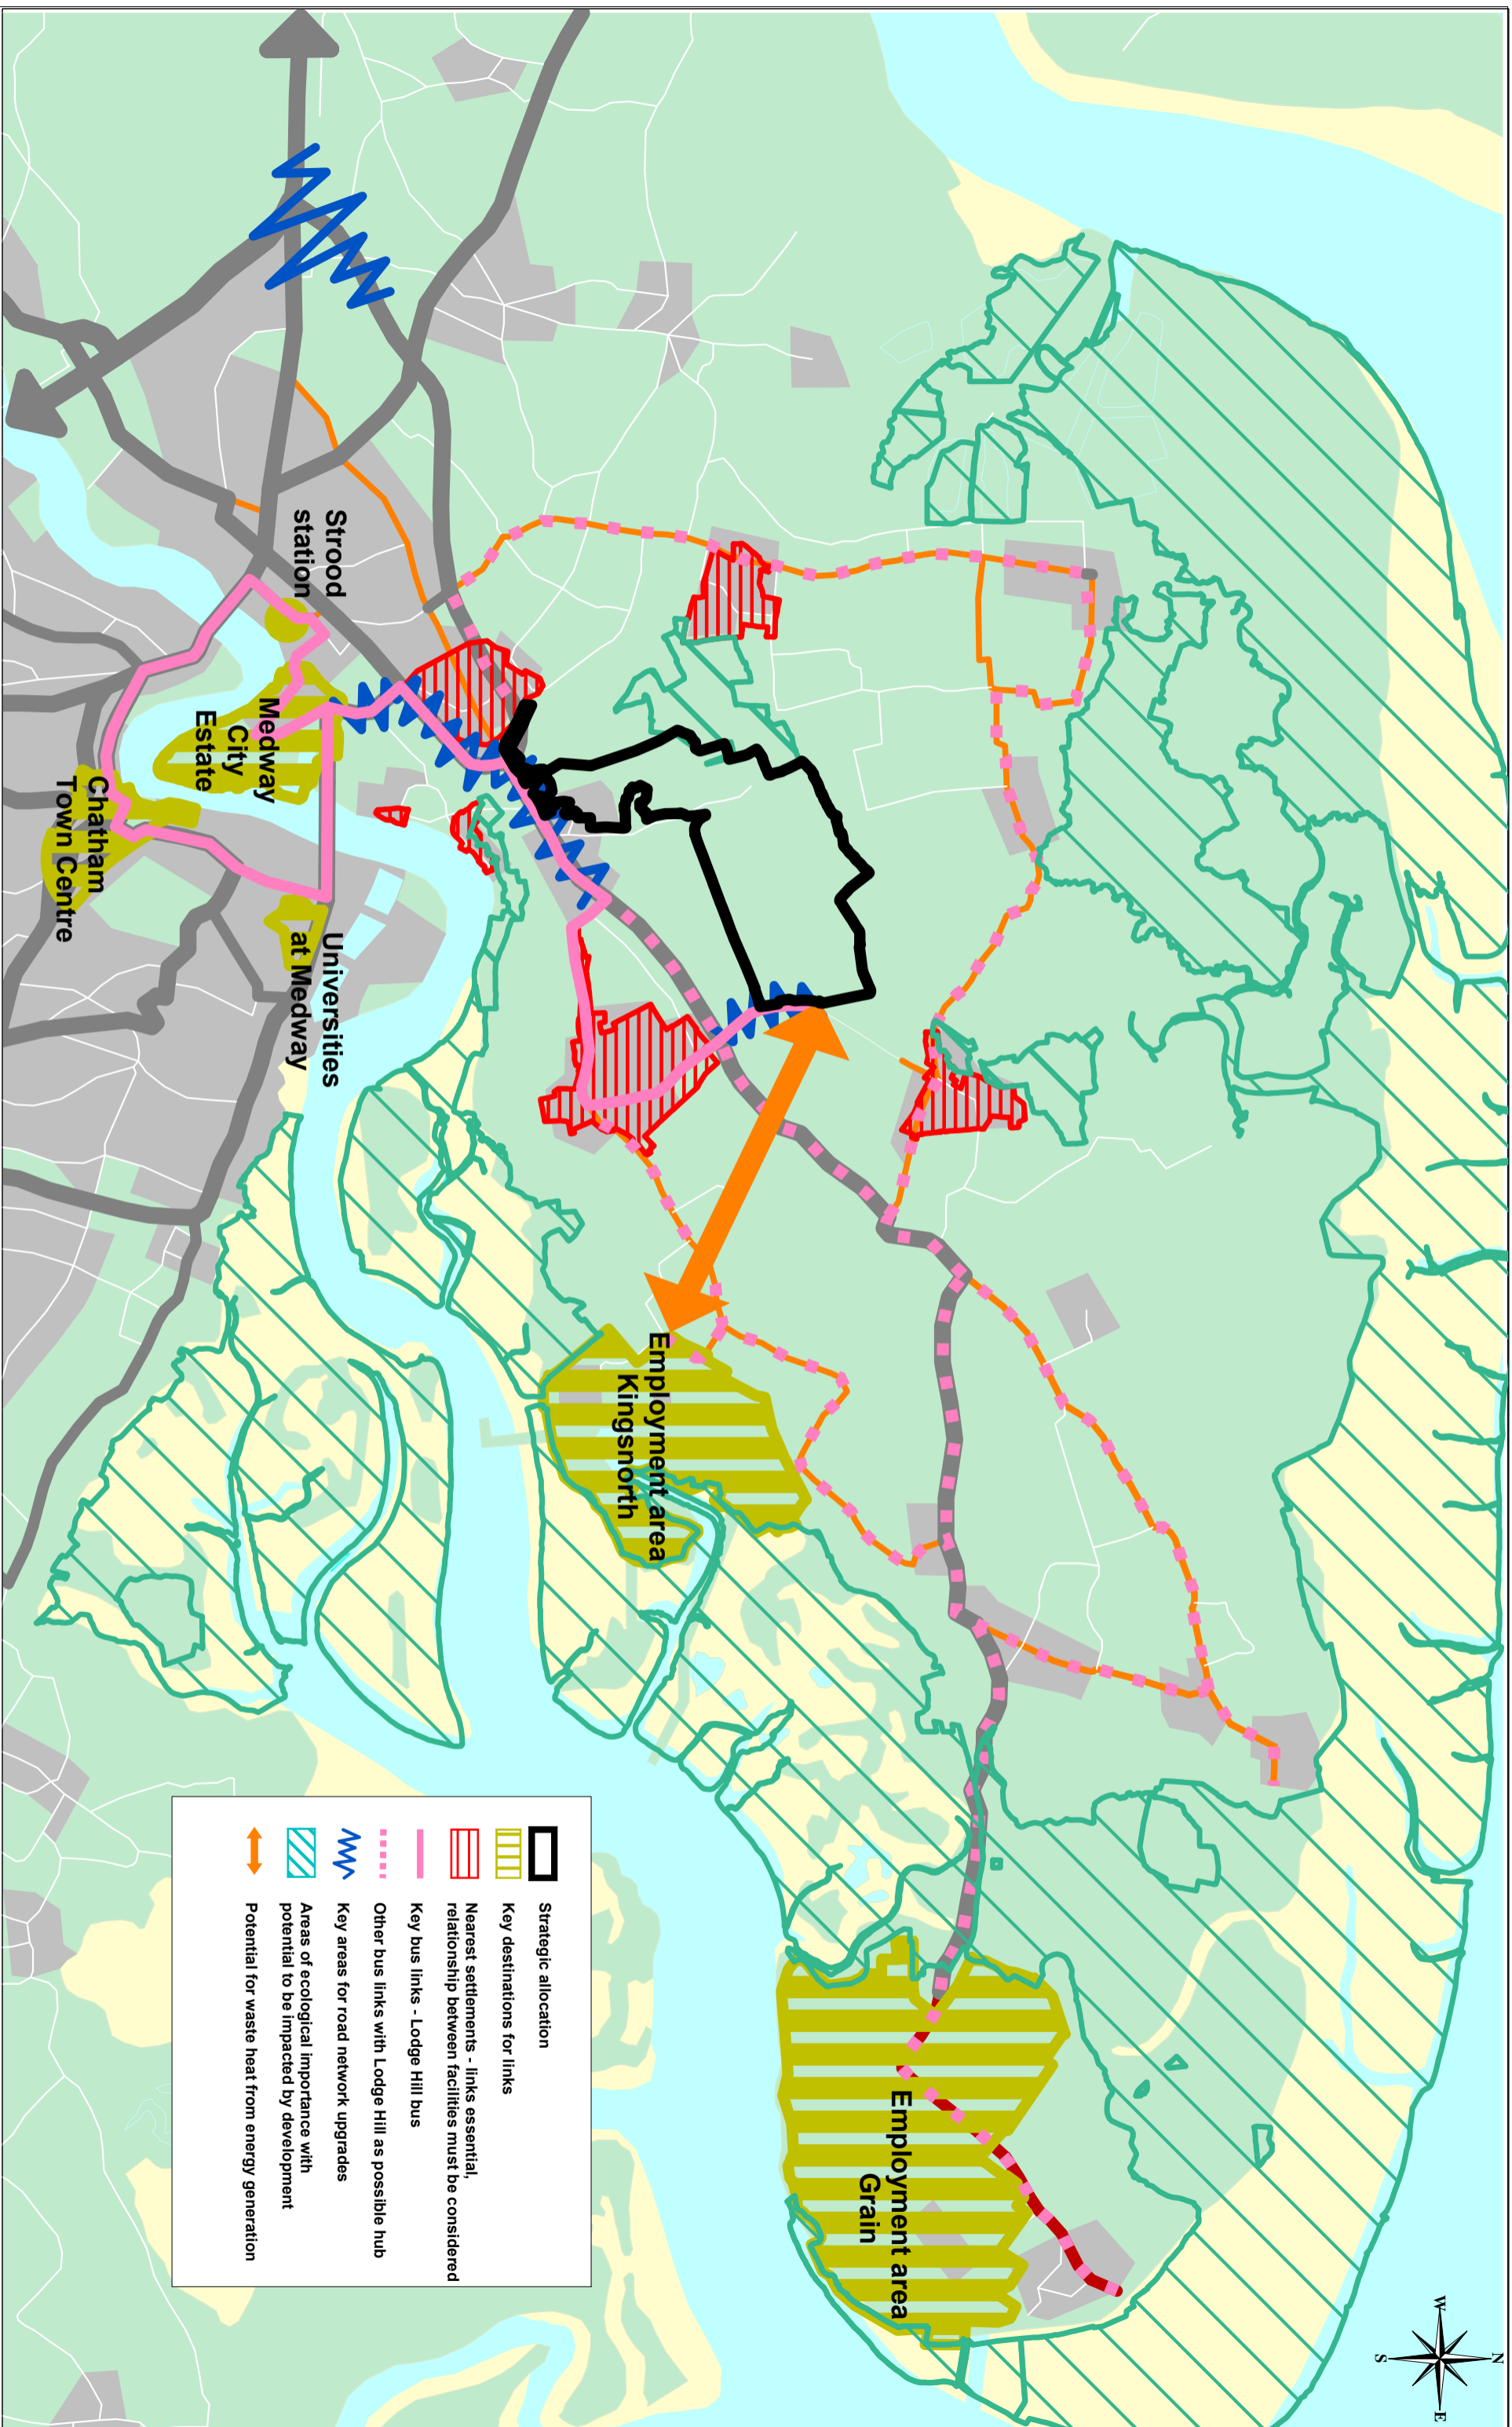 Strood
station
Medway
City
Estate
Chatham
Town Centre
Universities
at Medway
Employment area
Kingsnorth
Employment area
Grain
Strategic allocation
Key destinations for links
Nearest settlements - links essential,
relationship between facilities must be considered
Key bus links - Lodge Hill bus
Other bus links with Lodge Hill as possible hub
Key areas for road network upgrades
Areas of ecological importance with
potential to be impacted by development
Potential for waste heat from energy generation
N
W
E
S